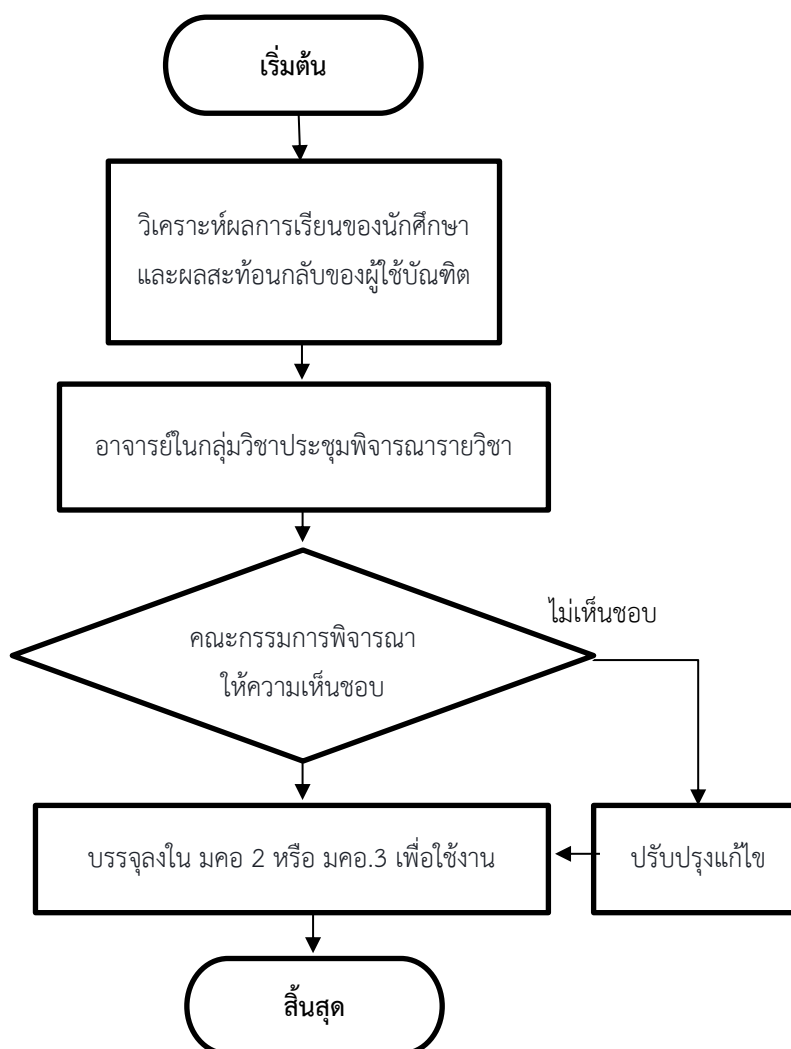 เริ่มต้น
วิเคราะห์ผลการเรียนของนักศึกษา
และผลสะท้อนกลับของผู้ใช้บัณฑิต
อาจารย์ในกลุ่มวิชาประชุมพิจารณารายวิชา
ไม่เห็นชอบ
คณะกรรมการพิจารณา
ให้ความเห็นชอบ
บรรจุลงใน มคอ 2 หรือ มคอ.3 เพื่อใช้งาน
ปรับปรุงแก้ไข
สิ้นสุด